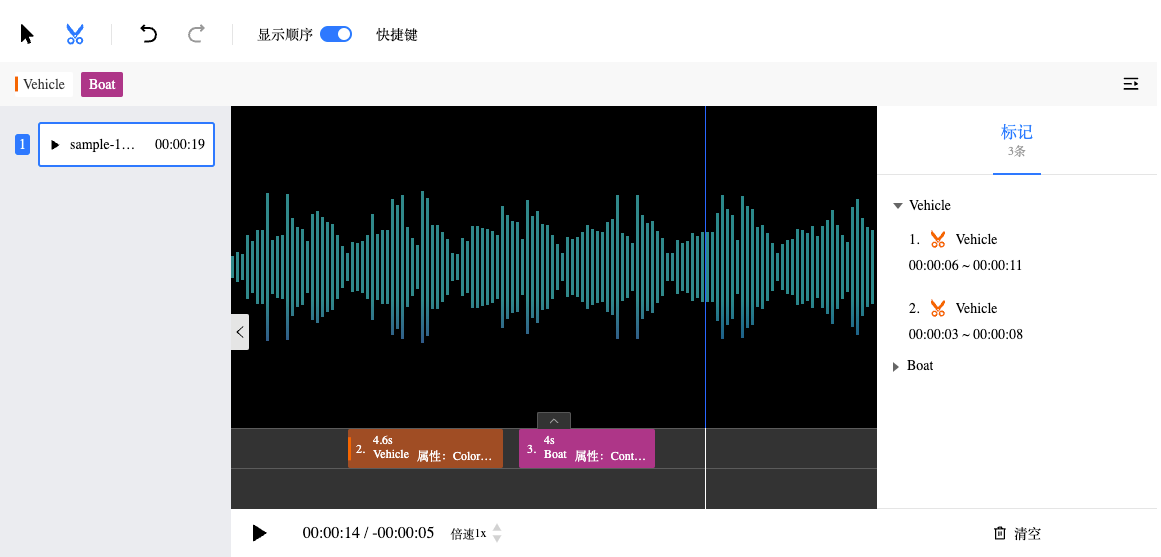 显示顺序 快捷键
Vehicle Boat
1 sample-1… 00:00:19
标记
3条
Vehicle
1. Vehicle
00:00:06 ~ 00:00:11
2. Vehicle
00:00:03 ~ 00:00:08
Boat
2. 4.6s Vehicle 属性：Color…
3. 4s Boat 属性：Cont…
00:00:14 / -00:00:05 倍速1x
清空